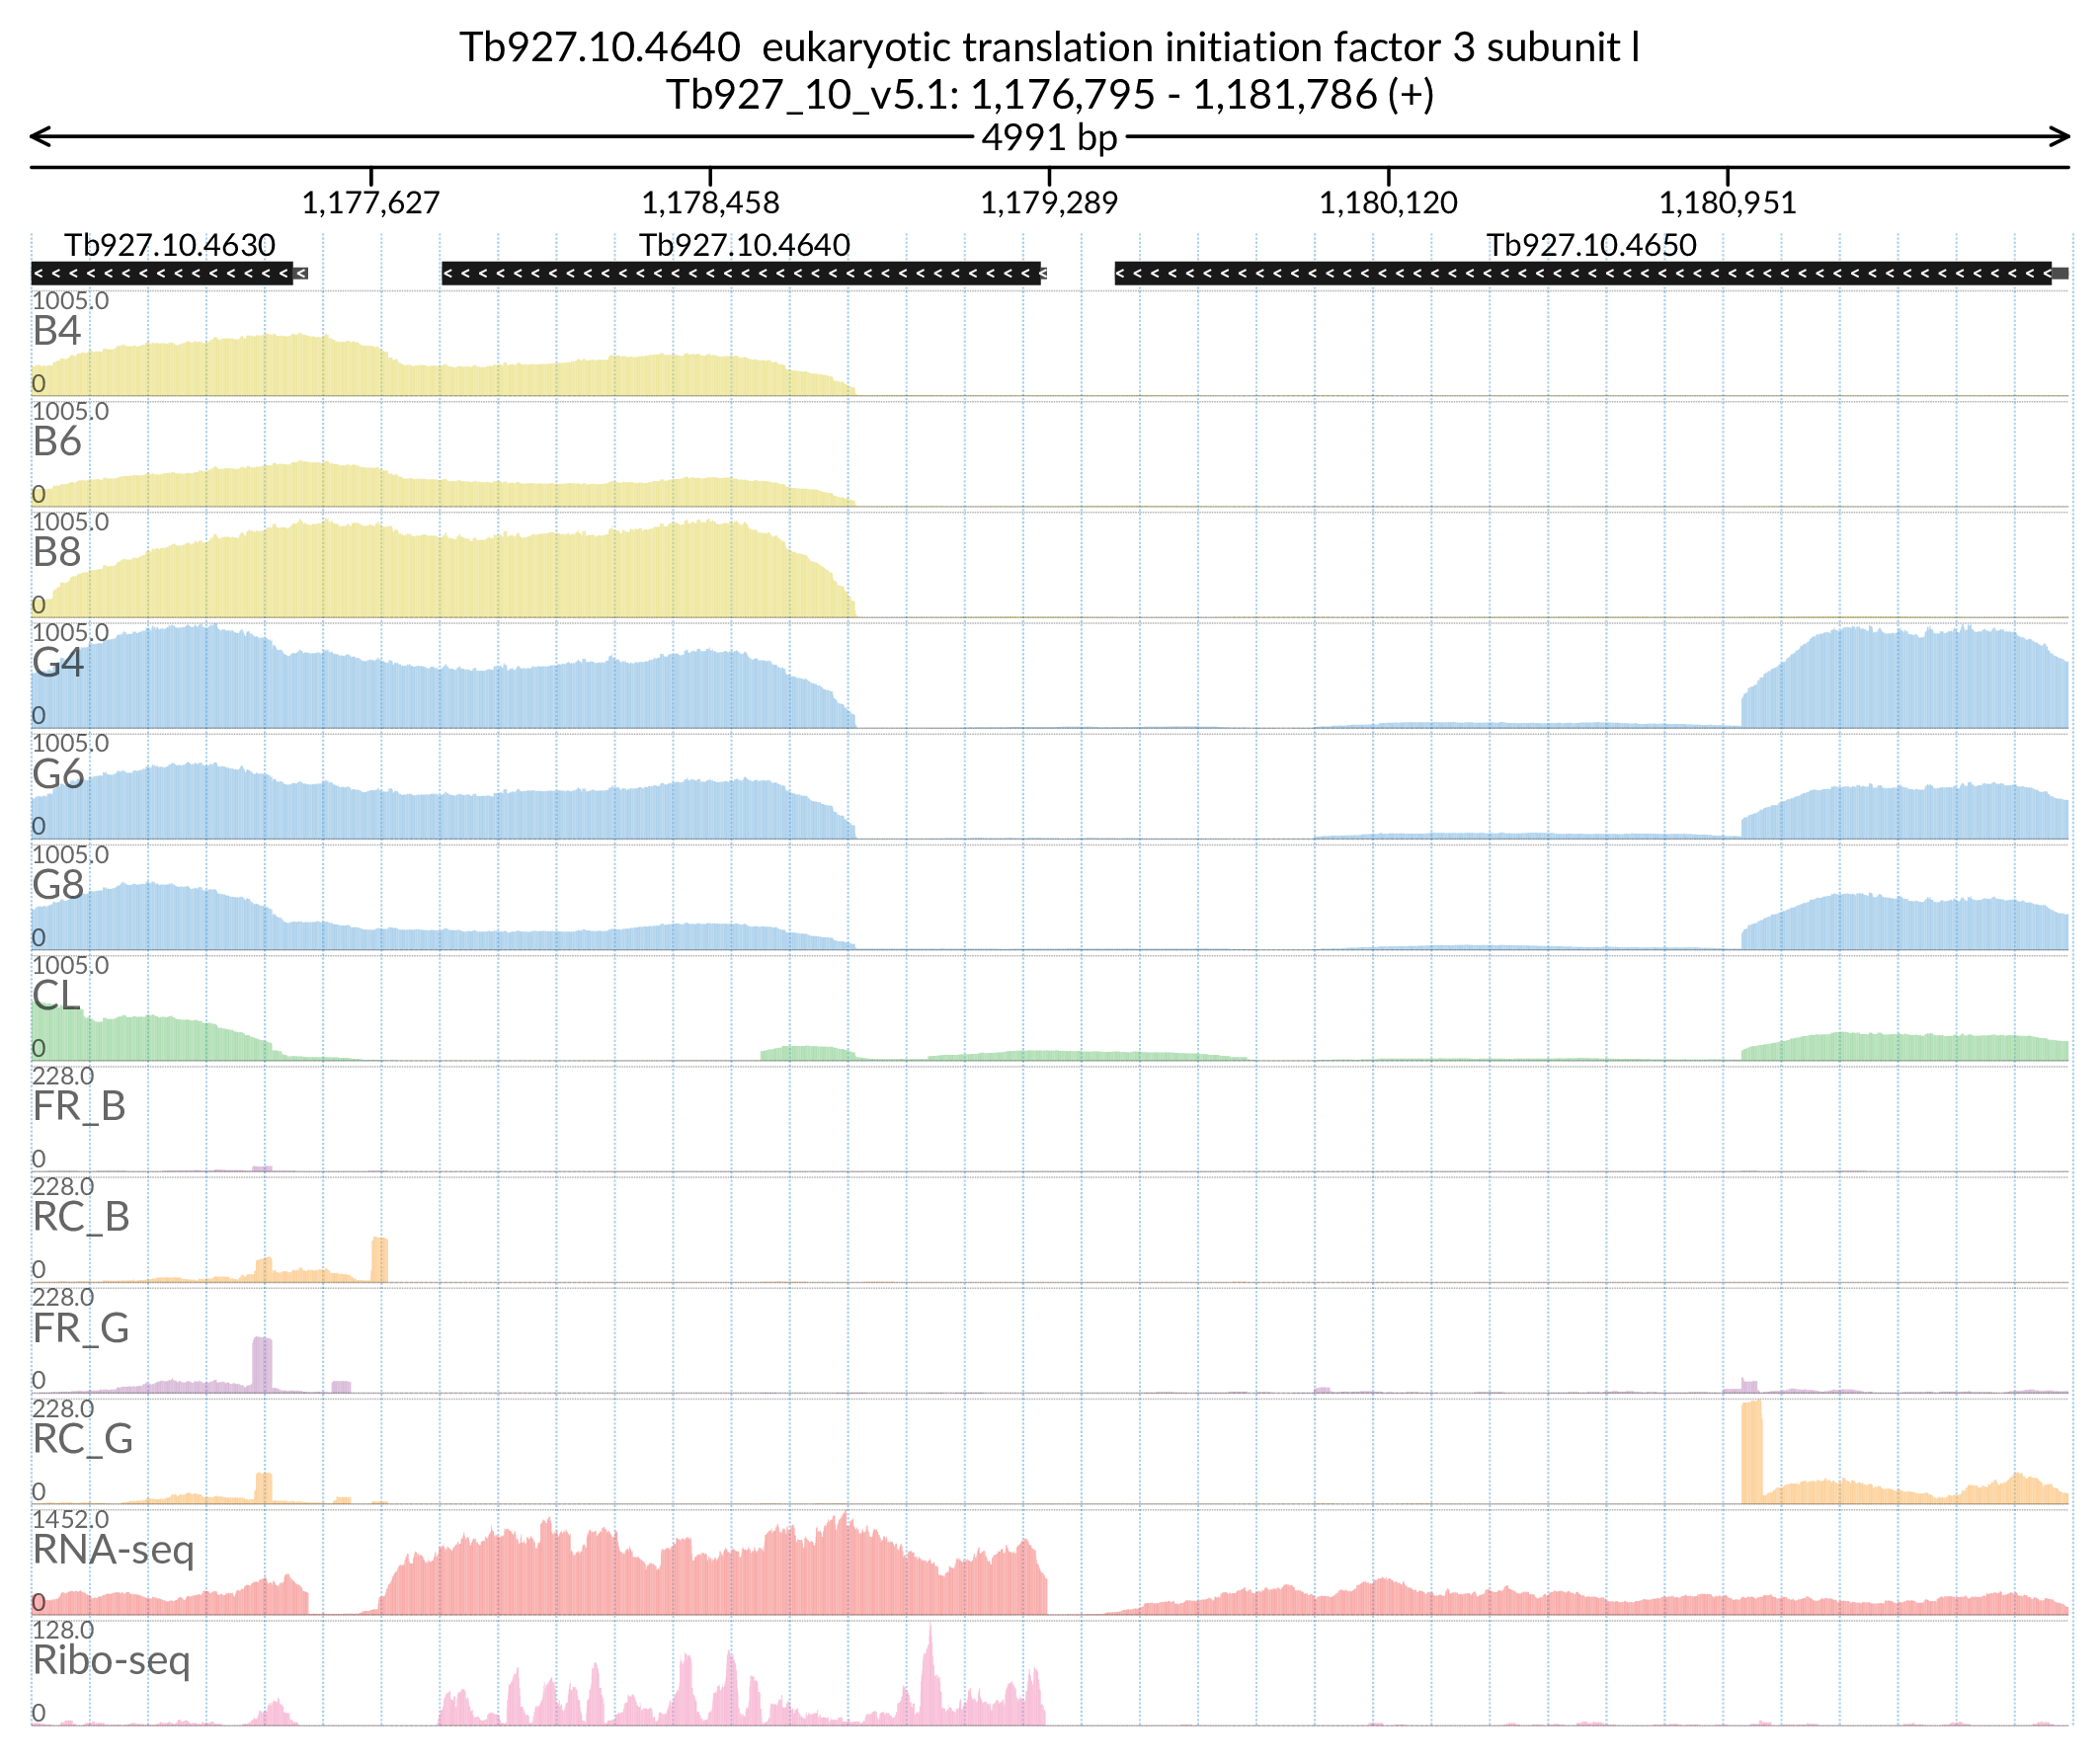 Tb927.10.4640  eukaryotic translation initiation factor 3 subunit l
Tb927_10_v5.1: 1,176,795 - 1,181,786 (+)
4991 bp
1,177,627 1,178,458 1,179,289 1,180,120 1,180,951
Tb927.10.4630 Tb927.10.4640 Tb927.10.4650
1005.0
B4
0
1005.0
B6
0
1005.0
B8
0
1005.0
G4
0
1005.0
G6
0
1005.0
G8
0
1005.0
CL
0
228.0
FR_B
0
228.0
RC_B
0
228.0
FR_G
0
228.0
RC_G
0
1452.0
RNA-seq
0
128.0
Ribo-seq
0